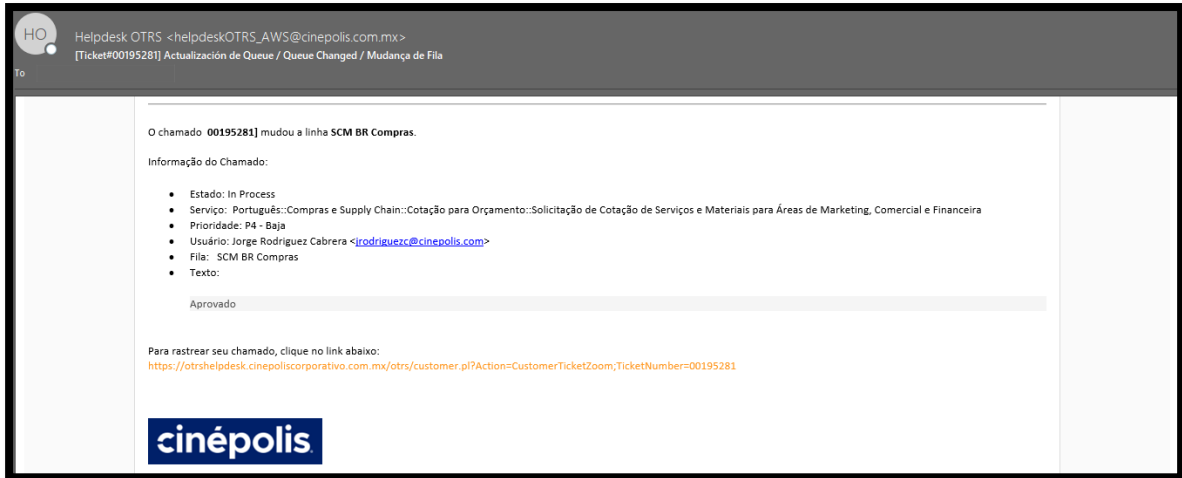 HO
Helpdesk OTRS <helpdeskOTRS_AWS@cinepolis.com.mx>
[Ticket#00195281] Actualización de Queue / Queue Changed / Mudança de Fila
To
O chamado 00195281] mudou a linha SCM BR Compras.
Informação do Chamado:
• Estado: In Process
• Serviço: Português::Compras e Supply Chain::Cotação para Orçamento::Solicitação de Cotação de Serviços e Materiais para Áreas de Marketing, Comercial e Financeira
• Prioridade: P4 - Baja
• Usuário: Jorge Rodriguez Cabrera <jrodriguezc@cinepolis.com>
• Fila: SCM BR Compras
• Texto:
Aprovado
Para rastrear seu chamado, clique no link abaixo:
https://otrshelpdesk.cinepoliscorporativo.com.mx/otrs/customer.pl?Action=CustomerTicketZoom;TicketNumber=00195281
cinépolis.